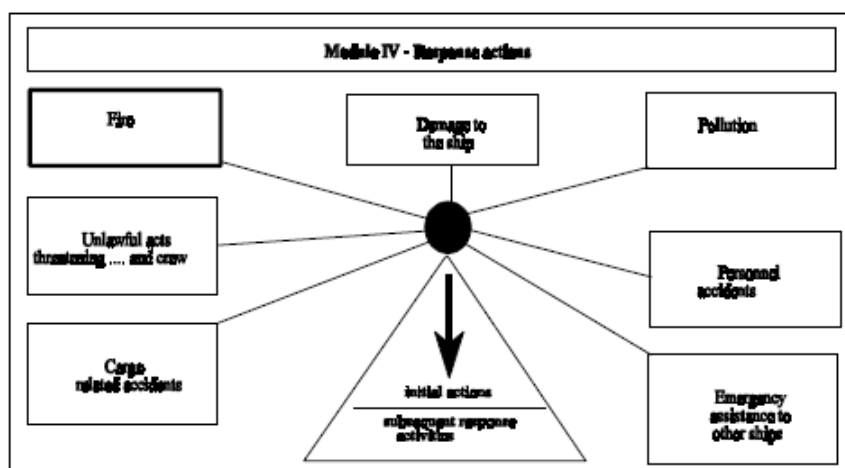 Module IV - Response actions
Fire
Damage to
the ship
Pollution
Unlawful acts
threatening .... and crew
Personnel
accidents
Cargo
related accidents
initial actions
subsequent response
activities
Emergency
assistance to
other ships